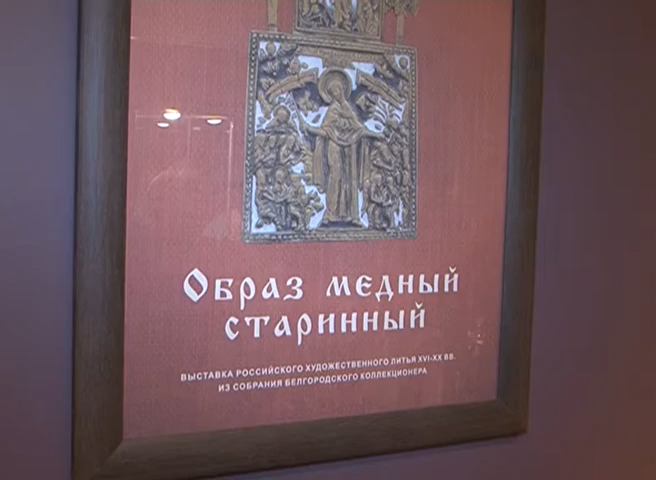 Образ медный
старинный
ВЫСТАВКА РОССИЙСКОГО ХУДОЖЕСТВЕННОГО ЛИТЬЯ XVI-XX ВВ.
ИЗ СОБРАНИЯ БЕЛГОРОДСКОГО КОЛЛЕКЦИОНЕРА